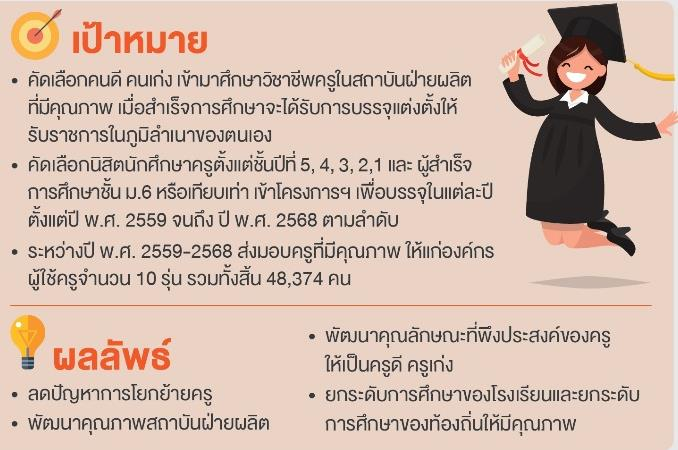 เป้าหมาย
• คัดเลือกคนดี คนเก่ง เข้ามาศึกษาวิชาชีพครูในสถาบันฝ่ายผลิต
ที่มีคุณภาพ เมื่อสำเร็จการศึกษาจะได้รับการบรรจุแต่งตั้งให้
รับราชการในภูมิลำเนาของตนเอง
• คัดเลือกนิสิตนักศึกษาครูตั้งแต่ชั้นปีที่ 5, 4, 3, 2,1 และ ผู้สำเร็จ
การศึกษาชั้น ม.6 หรือเทียบเท่า เข้าโครงการฯ เพื่อบรรจุในแต่ละปี
ตั้งแต่ปี พ.ศ. 2559 จนถึง ปี พ.ศ. 2568 ตามลำดับ
• ระหว่างปี พ.ศ. 2559-2568 ส่งมอบครูที่มีคุณภาพ ให้แก่องค์กร
ผู้ใช้ครูจำนวน 10 รุ่น รวมทั้งสิ้น 48,374 คน
ผลลัพธ์
• ลดปัญหาการโยกย้ายครู
• พัฒนาคุณภาพสถาบันฝ่ายผลิต
• พัฒนาคุณลักษณะที่พึงประสงค์ของครู
ให้เป็นครูดี ครูเก่ง
• ยกระดับการศึกษาของโรงเรียนและยกระดับ
การศึกษาของท้องถิ่นให้มีคุณภาพ